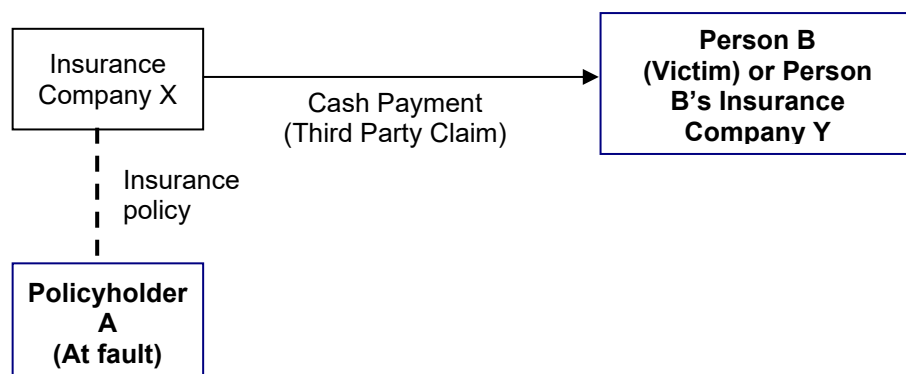 Insurance
Company X
Cash Payment
(Third Party Claim)
Person B
(Victim) or Person
B's Insurance
Company Y
Insurance
policy
Policyholder
A
(At fault)